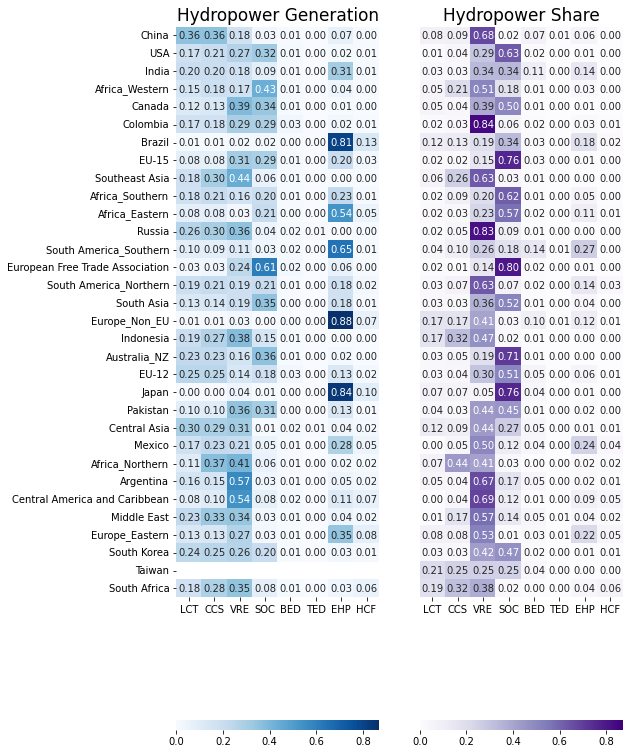 Hydropower Generation Hydropower Share
China 0.36 0.36 0.18 0.03 0.01 0.00 0.07 0.00 0.08 0.09 0.68 0.02 0.07 0.01 0.06 0.00
USA 0.17 0.21 0.27 0.32 0.01 0.00 0.02 0.01 0.01 0.04 0.29 0.63 0.02 0.00 0.01 0.00
India 0.20 0.20 0.18 0.09 0.01 0.00 0.31 0.01 0.03 0.03 0.34 0.34 0.11 0.00 0.14 0.00
Africa_Western 0.15 0.18 0.17 0.43 0.01 0.00 0.04 0.00 0.05 0.21 0.51 0.18 0.01 0.00 0.03 0.00
Canada 0.12 0.13 0.39 0.34 0.01 0.00 0.01 0.00 0.05 0.04 0.39 0.50 0.01 0.00 0.01 0.00
Colombia 0.17 0.18 0.29 0.29 0.03 0.00 0.02 0.01 0.03 0.02 0.84 0.06 0.02 0.00 0.03 0.01
Brazil 0.01 0.01 0.02 0.02 0.00 0.00 0.81 0.13 0.12 0.13 0.19 0.34 0.03 0.00 0.18 0.02
EU-15 0.08 0.08 0.31 0.29 0.01 0.00 0.20 0.03 0.02 0.02 0.15 0.76 0.03 0.00 0.01 0.00
Southeast Asia 0.18 0.30 0.44 0.06 0.01 0.00 0.00 0.00 0.06 0.26 0.63 0.03 0.01 0.00 0.00 0.00
Africa_Southern 0.18 0.21 0.16 0.20 0.01 0.00 0.23 0.01 0.02 0.09 0.20 0.62 0.01 0.00 0.05 0.00
Africa_Eastern 0.08 0.08 0.03 0.21 0.00 0.00 0.54 0.05 0.02 0.03 0.23 0.57 0.02 0.00 0.11 0.01
Russia 0.26 0.30 0.36 0.04 0.02 0.01 0.00 0.00 0.02 0.05 0.83 0.09 0.01 0.00 0.00 0.00
South America_Southern 0.10 0.09 0.11 0.03 0.02 0.00 0.65 0.01 0.04 0.10 0.26 0.18 0.14 0.01 0.27 0.00
European Free Trade Association 0.03 0.03 0.24 0.61 0.02 0.00 0.06 0.00 0.02 0.01 0.14 0.80 0.02 0.00 0.01 0.00
South America_Northern 0.19 0.21 0.19 0.21 0.01 0.00 0.18 0.02 0.03 0.07 0.63 0.07 0.02 0.00 0.14 0.03
South Asia 0.13 0.14 0.19 0.35 0.00 0.00 0.18 0.01 0.03 0.03 0.36 0.52 0.01 0.00 0.04 0.00
Europe_Non_EU 0.01 0.01 0.03 0.00 0.00 0.00 0.88 0.07 0.17 0.17 0.41 0.03 0.10 0.00 0.12 0.01
Indonesia 0.19 0.27 0.38 0.15 0.01 0.00 0.00 0.00 0.17 0.32 0.47 0.02 0.01 0.00 0.00 0.00
Australia_NZ 0.23 0.23 0.16 0.36 0.01 0.00 0.02 0.00 0.03 0.05 0.19 0.71 0.01 0.00 0.00 0.00
EU-12 0.25 0.25 0.14 0.18 0.03 0.00 0.13 0.02 0.03 0.04 0.30 0.51 0.05 0.00 0.06 0.01
Japan 0.00 0.00 0.04 0.01 0.00 0.00 0.84 0.10 0.07 0.07 0.05 0.76 0.04 0.00 0.01 0.00
Pakistan 0.10 0.10 0.36 0.31 0.00 0.00 0.13 0.01 0.04 0.03 0.44 0.45 0.01 0.00 0.02 0.00
Central Asia 0.30 0.29 0.31 0.01 0.02 0.01 0.04 0.02 0.12 0.09 0.44 0.27 0.05 0.01 0.01 0.00
Mexico 0.17 0.23 0.21 0.05 0.01 0.00 0.28 0.05 0.00 0.05 0.50 0.12 0.04 0.00 0.24 0.04
Africa_Northern 0.11 0.37 0.41 0.06 0.01 0.00 0.02 0.02 0.07 0.44 0.41 0.03 0.00 0.00 0.02 0.02
Argentina 0.16 0.15 0.57 0.03 0.01 0.00 0.05 0.02 0.05 0.04 0.67 0.17 0.05 0.00 0.02 0.01
Central America and Caribbean 0.08 0.10 0.54 0.08 0.02 0.00 0.11 0.07 0.00 0.04 0.69 0.12 0.01 0.00 0.09 0.05
Middle East 0.23 0.33 0.34 0.03 0.01 0.00 0.04 0.02 0.01 0.17 0.57 0.14 0.05 0.01 0.04 0.02
Europe_Eastern 0.13 0.13 0.27 0.03 0.01 0.00 0.35 0.08 0.08 0.08 0.53 0.01 0.03 0.00 0.22 0.05
South Korea 0.24 0.25 0.26 0.20 0.01 0.00 0.03 0.01 0.03 0.03 0.42 0.47 0.02 0.00 0.01 0.01
Taiwan 0.21 0.25 0.25 0.25 0.04 0.00 0.00 0.00
South Africa 0.18 0.28 0.35 0.08 0.01 0.00 0.03 0.06 0.19 0.32 0.38 0.02 0.00 0.00 0.04 0.06
LCT CCS VRE SOC BED TED EHP HCF LCT CCS VRE SOC BED TED EHP HCF
0.0 0.2 0.4 0.6 0.8 0.0 0.2 0.4 0.6 0.8